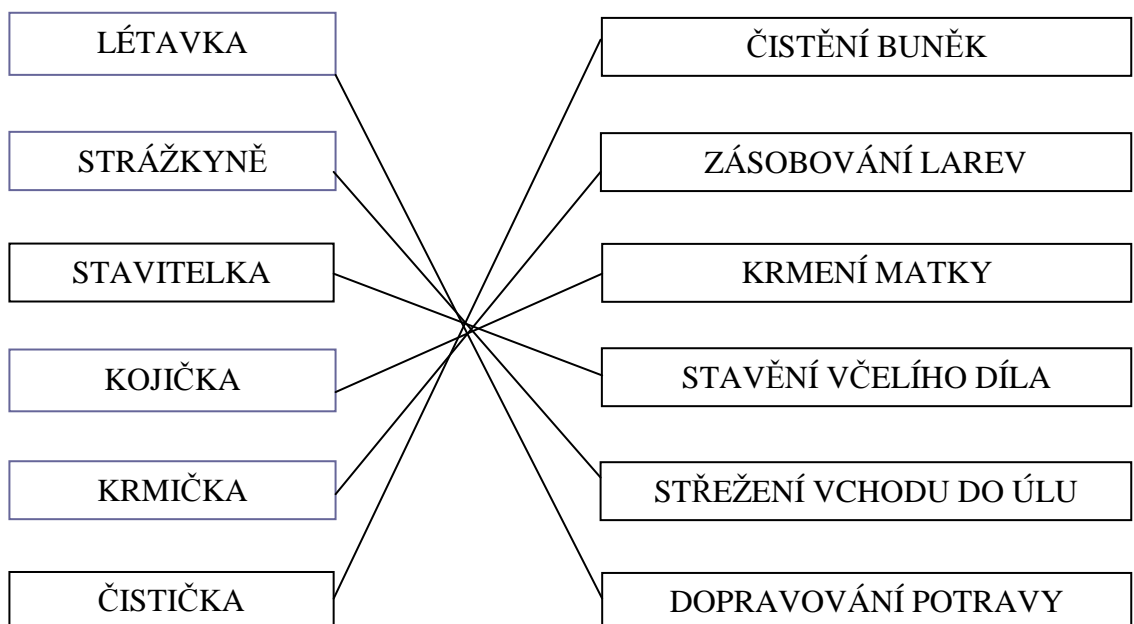 LÉTAVKA
ČISTĚNÍ BUNĚK
STRÁŽKYNĚ
ZÁSOBOVÁNÍ LAREV
STAVITELKA
KRMENÍ MATKY
KOJIČKA
STAVĚNÍ VČELÍHO DÍLA
KRMIČKA
STŘEŽENÍ VCHODU DO ÚLU
ČISTIČKA
DOPRAVOVÁNÍ POTRAVY